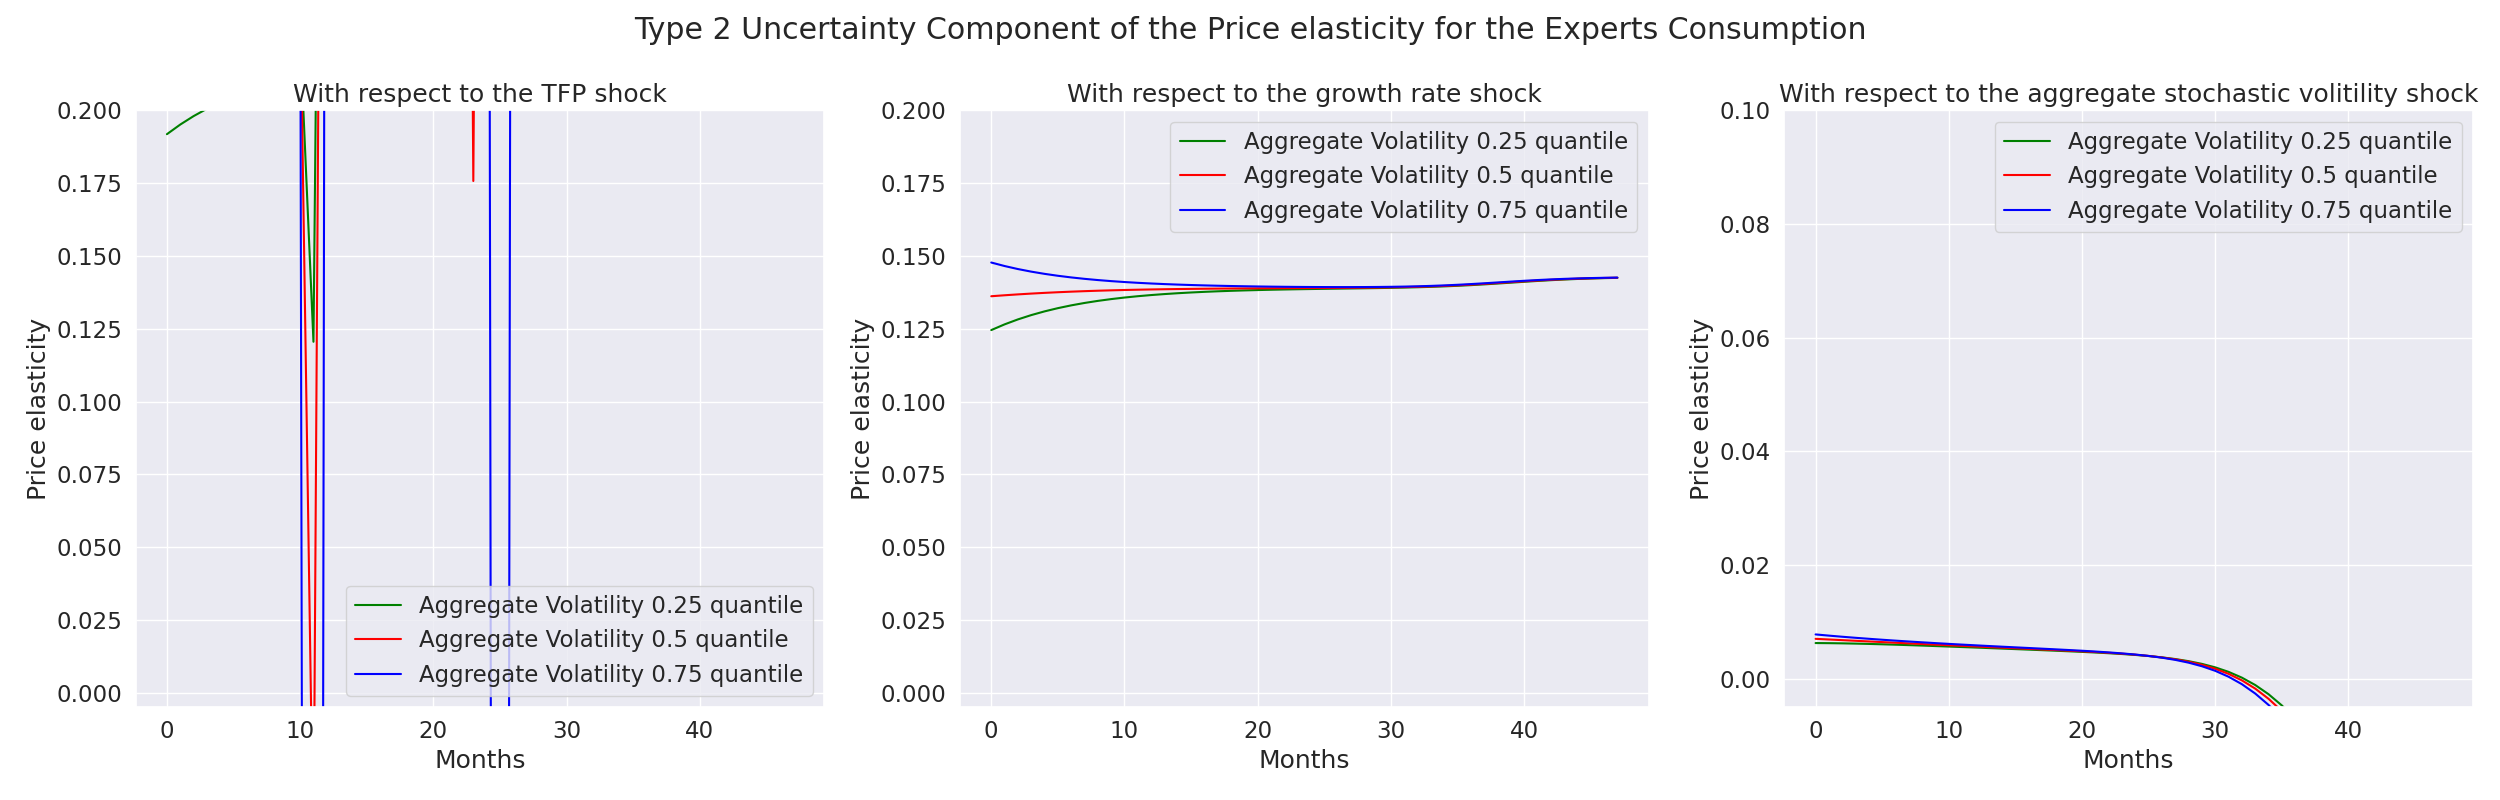 Type 2 Uncertainty Component of the Price elasticity for the Experts Consumption
With respect to the TFP shock
0.200
0.175
0.150
0.125
0.100
0.075
0.050
0.025
0.000
Price elasticity
Aggregate Volatility 0.25 quantile
Aggregate Volatility 0.5 quantile
Aggregate Volatility 0.75 quantile
0 10 20 30 40
Months
With respect to the growth rate shock
Aggregate Volatility 0.25 quantile
Aggregate Volatility 0.5 quantile
Aggregate Volatility 0.75 quantile
0.200
0.175
0.150
0.125
0.100
0.075
0.050
0.025
0.000
Price elasticity
0 10 20 30 40
Months
With respect to the aggregate stochastic volitility shock
Aggregate Volatility 0.25 quantile
Aggregate Volatility 0.5 quantile
Aggregate Volatility 0.75 quantile
0.10
0.08
0.06
0.04
0.02
0.00
Price elasticity
0 10 20 30 40
Months